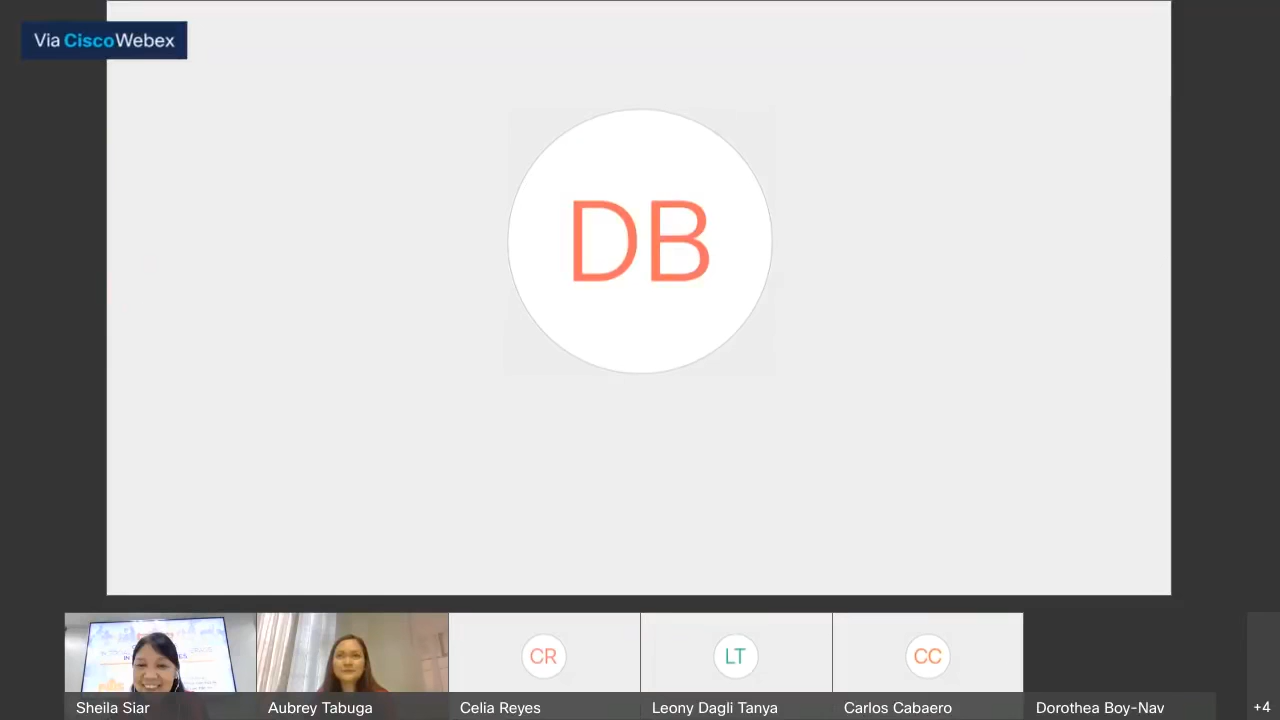 Via CiscoWebex
DB
CR
LT
CC
Sheila Siar
Aubrey Tabuga
Celia Reyes
Leony Dagli Tanya
Carlos Cabaero
Dorothea Boy-Nav
+4